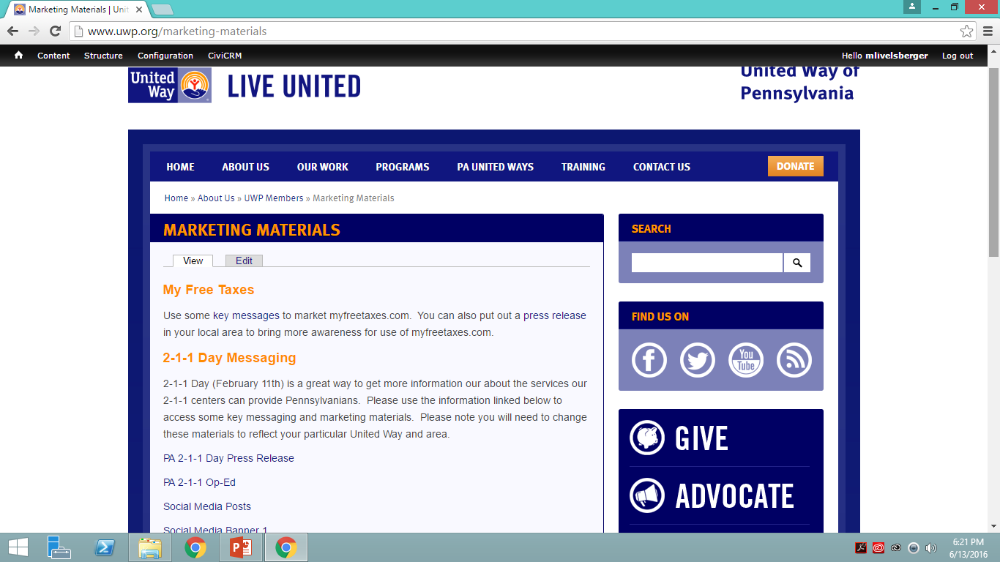 Marketing Materials | Unit
www.uwp.org/marketing-materials
Content Structure Configuration CiviCRM Hello mlivelsberger Log out
United Way LIVE UNITED
United Way of
Pennsylvania
HOME ABOUT US OUR WORK PROGRAMS PA UNITED WAYS TRAINING CONTACT US DONATE
Home » About Us » UWP Members » Marketing Materials
MARKETING MATERIALS
View Edit
My Free Taxes
Use some key messages to market myfreetaxes.com. You can also put out a press release
in your local area to bring more awareness for use of myfreetaxes.com.
2-1-1 Day Messaging
2-1-1 Day (February 11th) is a great way to get more information our about the services our
2-1-1 centers can provide Pennsylvanians. Please use the information linked below to
access some key messaging and marketing materials. Please note you will need to change
these materials to reflect your particular United Way and area.
PA 2-1-1 Day Press Release
PA 2-1-1 Op-Ed
Social Media Posts
Social Media Banner 1
SEARCH
FIND US ON
You Tube
GIVE
ADVOCATE
6:21 PM
6/13/2016